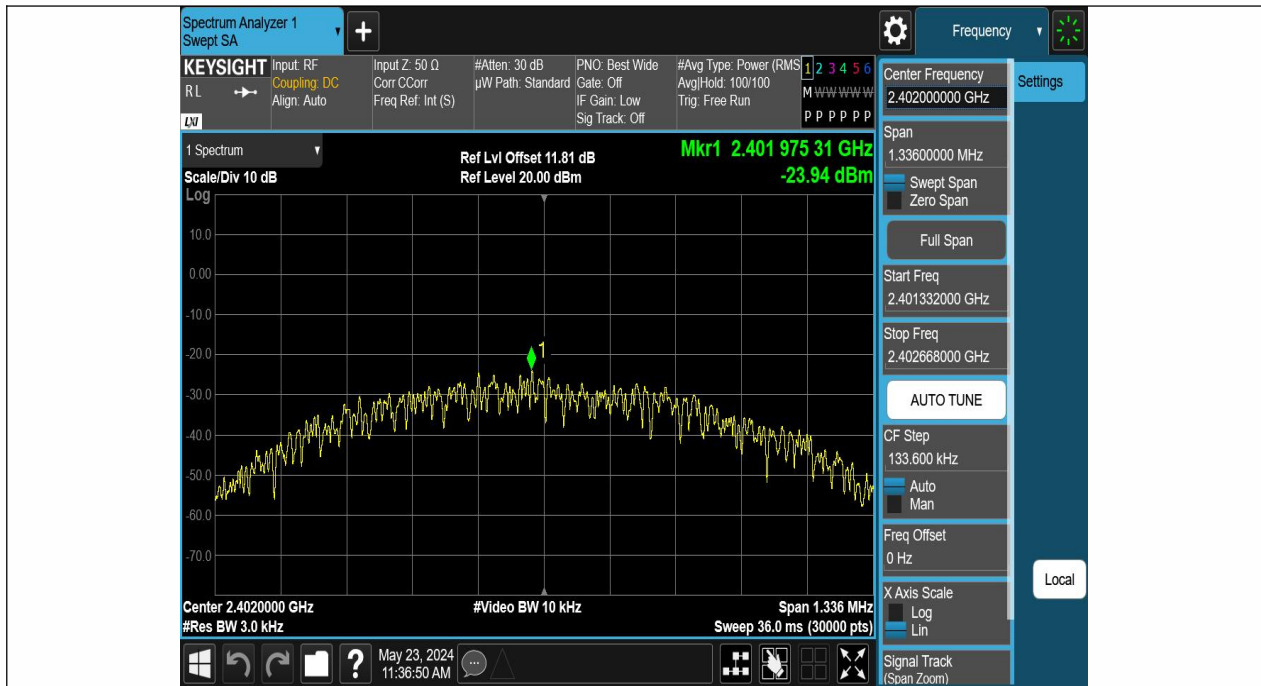 Spectrum Analyzer 1
Swept SA
+
Frequency
KEYSIGHT
R L
LXI
Input: RF
Coupling: DC
Align: Auto
Input Z: 50 Ω
Corr CCorr
Freq Ref: Int (S)
#Atten: 30 dB
µW Path: Standard
PNO: Best Wide
Gate: Off
IF Gain: Low
Sig Track: Off
#Avg Type: Power (RMS
Avg|Hold: 100/100
Trig: Free Run
1 2 3 4 5 6
M W W W W W
P P P P P P
1 Spectrum
Scale/Div 10 dB
Log
Ref Lvl Offset 11.81 dB
Ref Level 20.00 dBm
Mkr1 2.401 975 31 GHz
-23.94 dBm
10.0
0.00
-10.0
-20.0
-30.0
-40.0
-50.0
-60.0
-70.0
1
Center 2.4020000 GHz
#Res BW 3.0 kHz
#Video BW 10 kHz
Span 1.336 MHz
Sweep 36.0 ms (30000 pts)
?
May 23, 2024
11:36:50 AM
Center Frequency
2.402000000 GHz
Settings
Span
1.33600000 MHz
Swept Span
Zero Span
Full Span
Start Freq
2.401332000 GHz
Stop Freq
2.402668000 GHz
AUTO TUNE
CF Step
133.600 kHz
Auto
Man
Freq Offset
0 Hz
X Axis Scale
Log
Lin
Local
Signal Track
(Span Zoom)